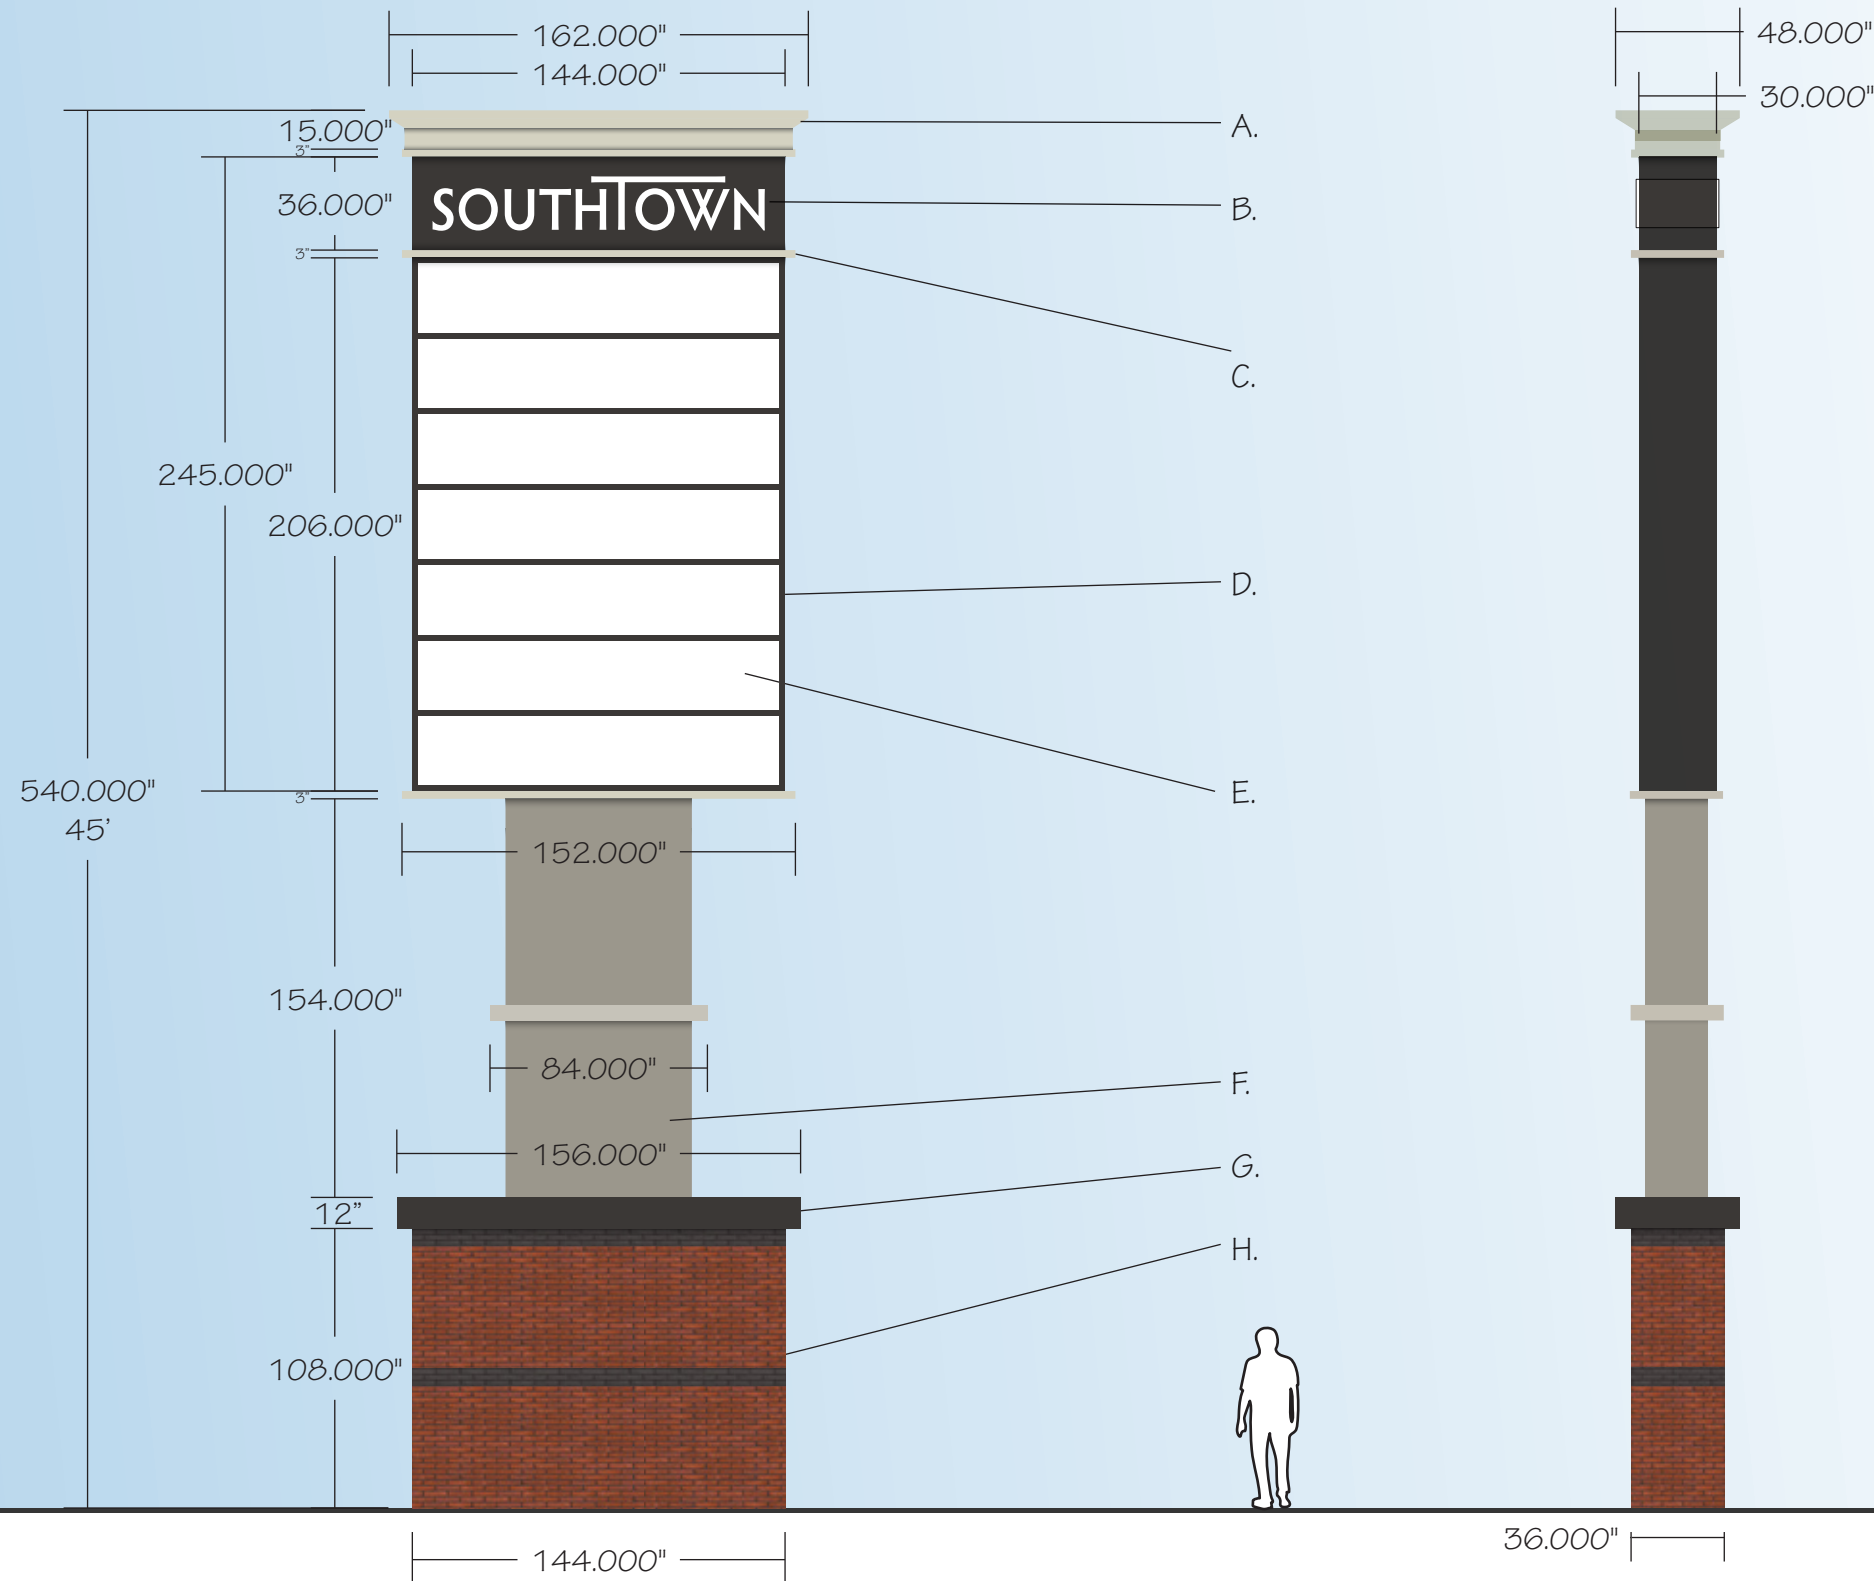 162.000"
48.000"
144.000"
30.000"
15.000"
A.
3"
36.000"
SOUTHTOWN
B.
3"
C.
245.000"
206.000"
D.
540.000"
45'
3"
E.
152.000"
154.000"
84.000"
F.
156.000"
G.
12”
H.
108.000"
36.000"
144.000"